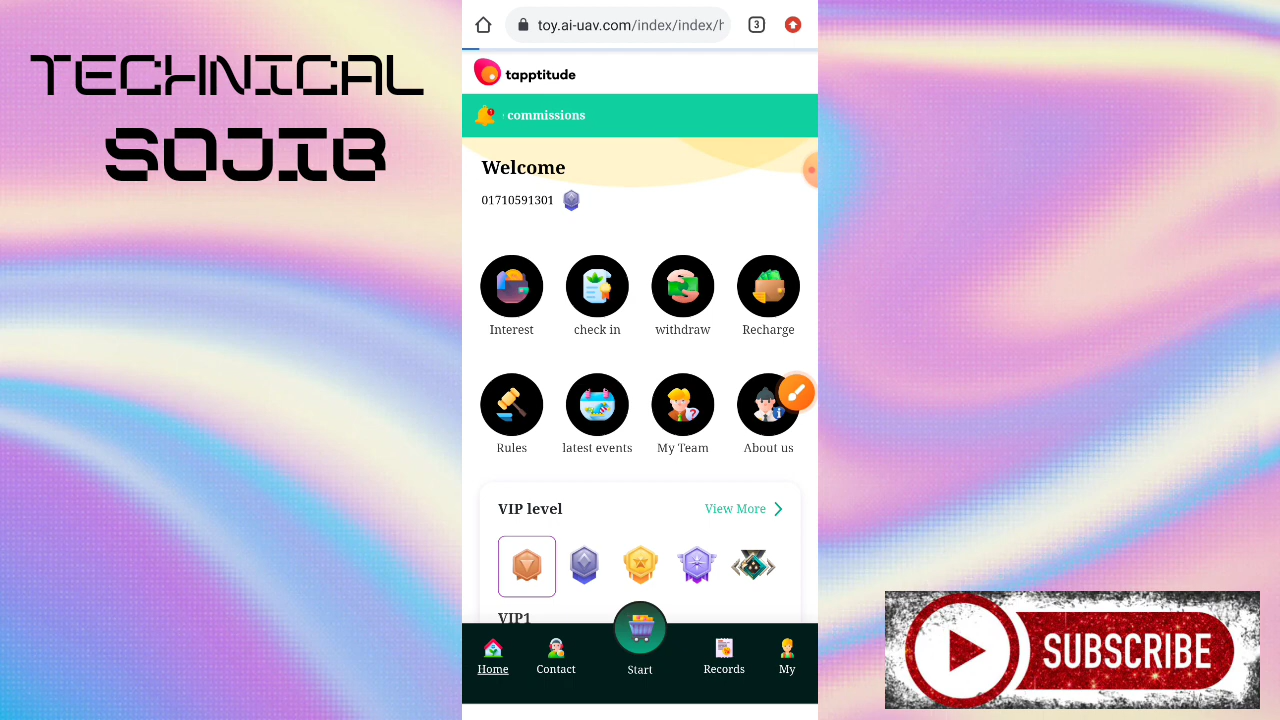 TECHNICAL
SOJIB
toy.ai-uav.com/index/index/h
3
tapptitude
commissions
Welcome
01710591301
Interest
check in
withdraw
Recharge
Rules
latest events
My Team
About us
VIP level
View More
VIP1
Home
Contact
Start
Records
My
SUBSCRIBE